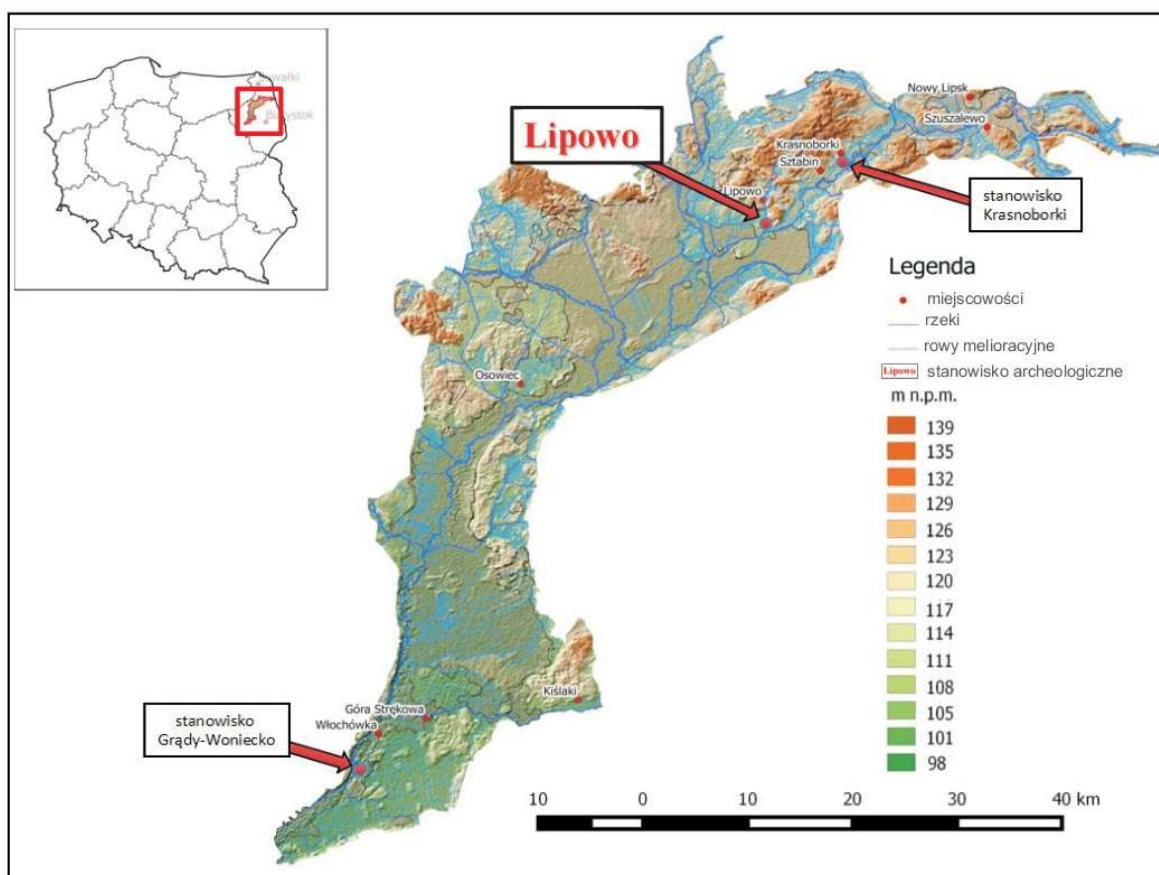 wałki
Białystok
Nowy Lipsk
Szuszalewo
Lipowo
Krasnoborki
Sztabin
Lipowo
stanowisko
Krasnoborki
Legenda
miejscowości
rzeki
rowy melioracyjne
Lipowo stanowisko archeologiczne
m n.p.m.
139
135
132
129
126
123
120
117
114
111
108
105
101
98
Osowiec
Kiślaki
Góra Strękowa
Włochówka
stanowisko
Grądy-Woniecko
10 0 10 20 30 40 km